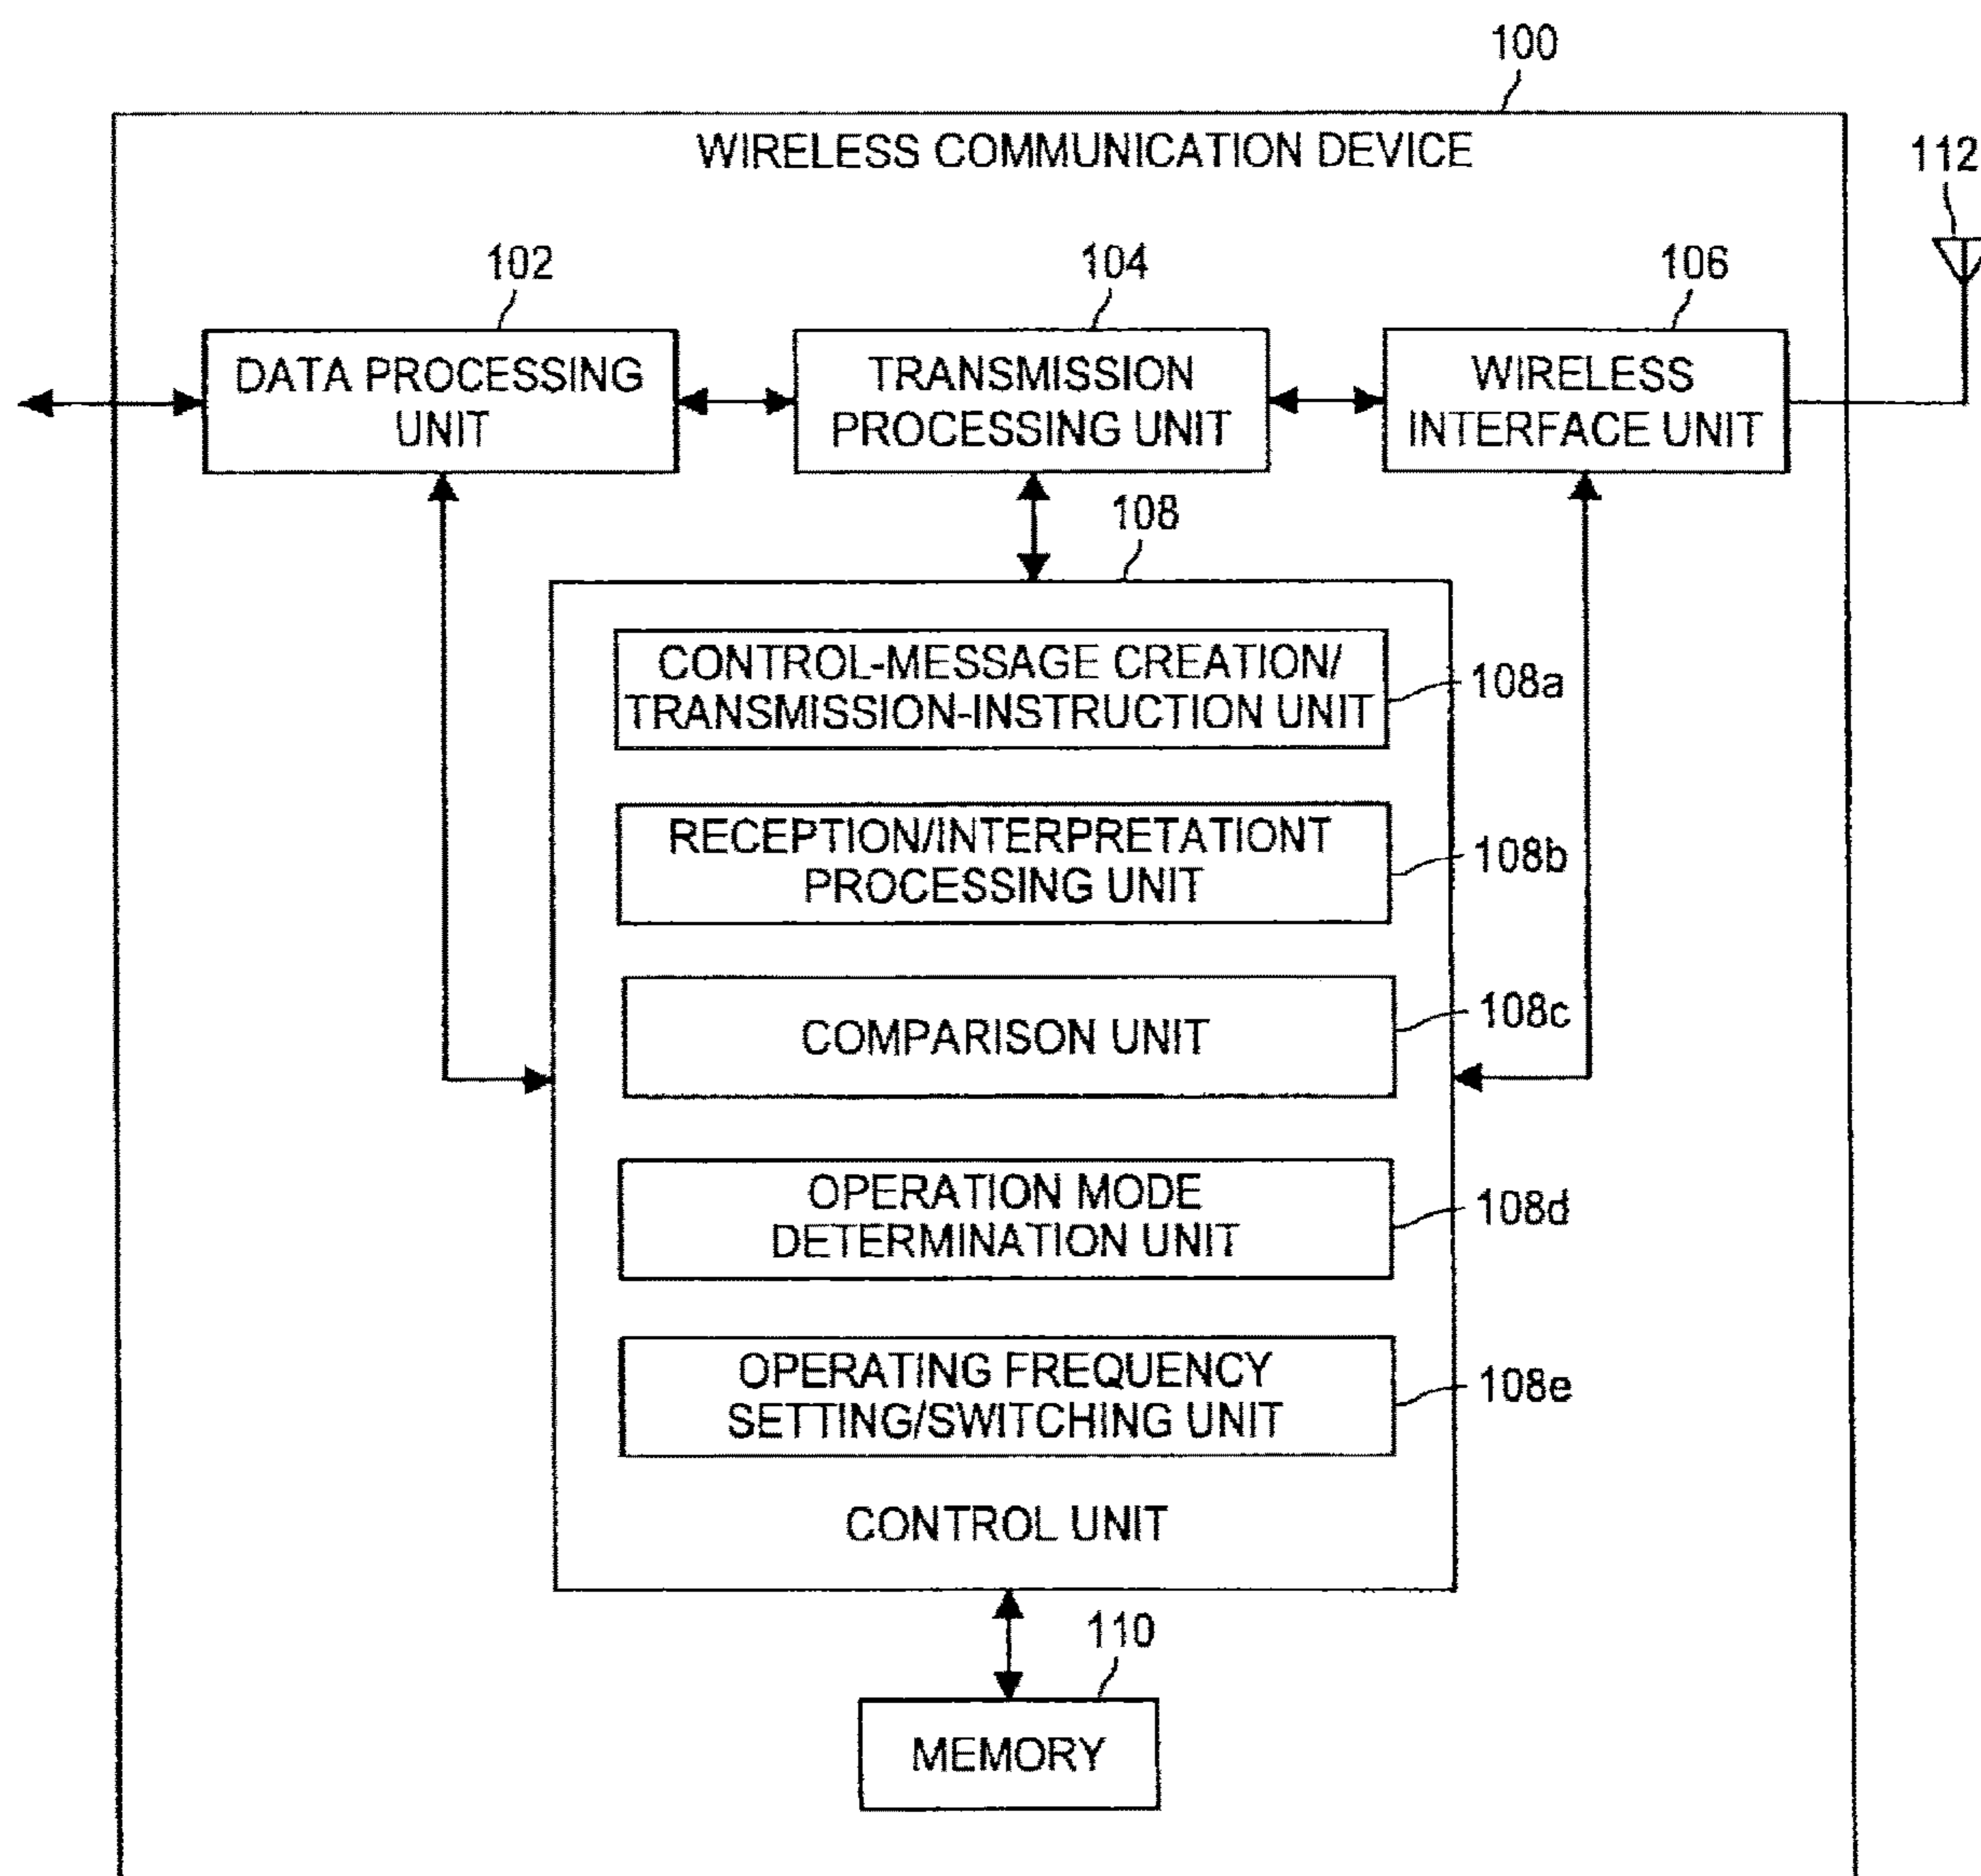 100
WIRELESS COMMUNICATION DEVICE
112
102
104
106
DATA PROCESSING
UNIT
TRANSMISSION
PROCESSING UNIT
WIRELESS
INTERFACE UNIT
108
CONTROL-MESSAGE CREATION/
TRANSMISSION-INSTRUCTION UNIT
108a
RECEPTION/INTERPRETATIONT
PROCESSING UNIT
108b
COMPARISON UNIT
108c
OPERATION MODE
DETERMINATION UNIT
108d
OPERATING FREQUENCY
SETTING/SWITCHING UNIT
108e
CONTROL UNIT
110
MEMORY